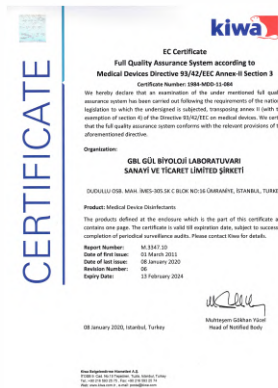 CERTIFICATE
kiwa
EC Certificate
Full Quality Assurance System according to
Medical Devices Directive 93/42/EEC Annex-II Section 3
Certificate Number: 1984-MDD-11-084
We hereby declare that an examination of the under mentioned full qual
assurance system has been carried out following the requirements of the nation
legislation to which the undersigned is subjected, transposing annex II (with t
exemption of section 4) of the Directive 93/42/EEC on medical devices. We cert
that the full quality assurance system conforms with the relevant provisions of t
aforementioned directive.
Organization:
GBL GÜL BİYOLOJİ LABORATUVARI
SANAYİ VE TİCARET LİMİTED ŞİRKETİ
DUDULLU OSB. MAH. İMES-305.SK C BLOK NO:16 ÜMRANİYE, İSTANBUL, TURKE
Product: Medical Device Disinfectants
The products defined at the enclosure which is the part of this certificate a
contains one page. The certificate is valid till expiration date, subject to success
completion of periodical surveillance audits. Please contact Kiwa for details.
Report Number: M.3347.10
Date of first Issue: 01 March 2011
Date of last Issue: 08 January 2020
Revision Number: 06
Expiry Date: 13 February 2024
Muhteşem Gökhan Yücel
08 January 2020, Istanbul, Turkey Head of Notified Body